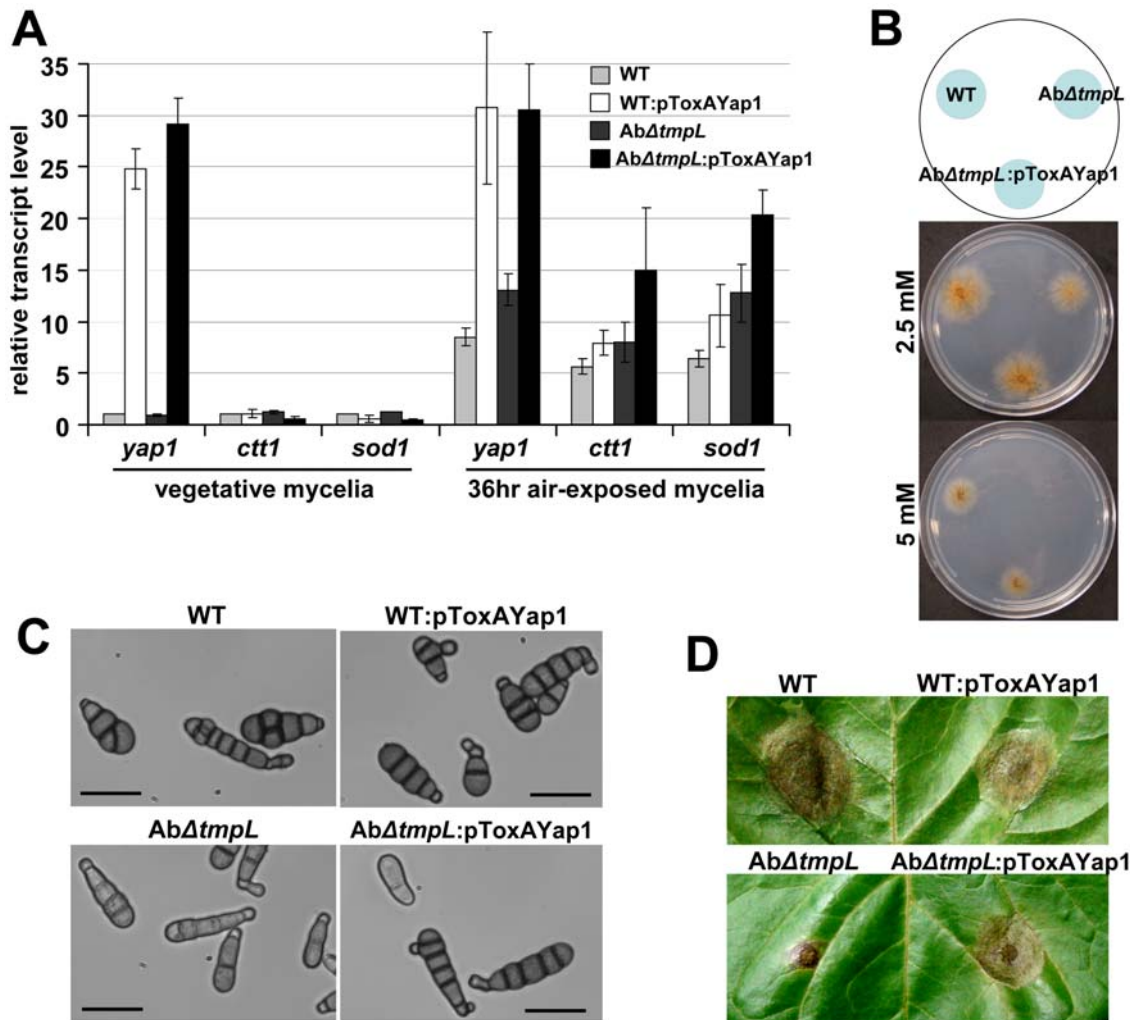 A
relative transcript level
35
30
25
20
15
10
5
0
WT
WT:pToxAYap1
AbΔtmpL
AbΔtmpL:pToxAYap1
yap1 ctt1 sod1 yap1 ctt1 sod1
vegetative mycelia 36hr air-exposed mycelia
B
WT AbΔtmpL
AbΔtmpL:pToxAYap1
2.5 mM
5 mM
C
WT WT:pToxAYap1
AbΔtmpL AbΔtmpL:pToxAYap1
D
WT WT:pToxAYap1
AbΔtmpL AbΔtmpL:pToxAYap1